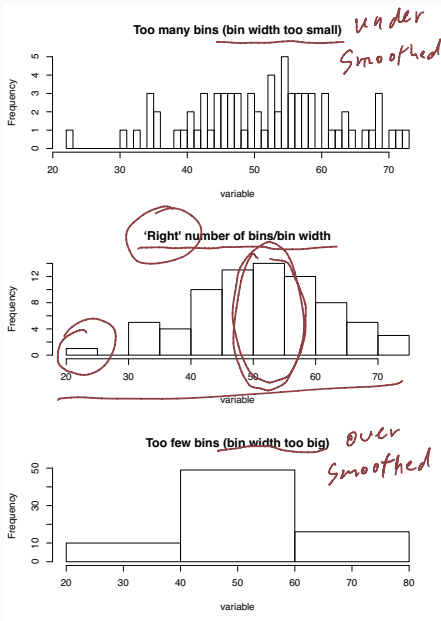 Too many bins (bin width too small)
under
smoothed
Frequency
5
4
3
2
1
0
20 30 40 50 60 70
variable
'Right' number of bins/bin width
Frequency
12
8
4
0
20 30 40 50 60 70
variable
Too few bins (bin width too big)
over
smoothed
Frequency
50
30
10
0
20 30 40 50 60 70 80
variable